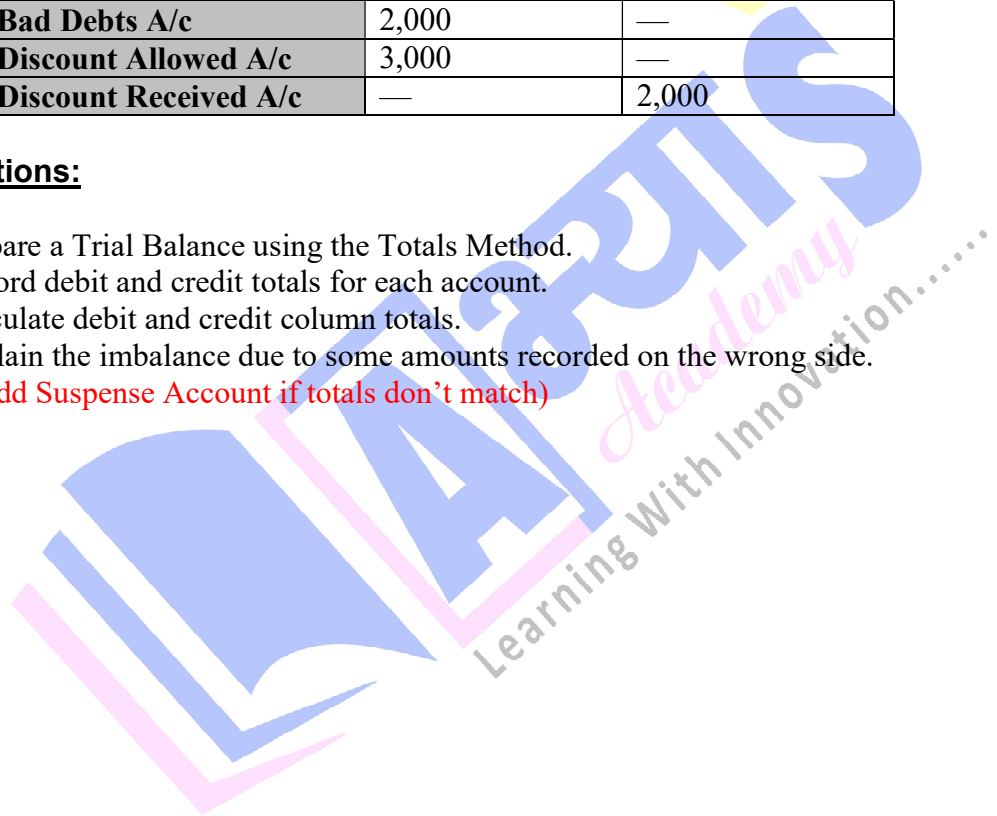 Bad Debts A/c 2,000 —
Discount Allowed A/c 3,000 —
Discount Received A/c — 2,000
tions:
pare a Trial Balance using the Totals Method.
ord debit and credit totals for each account.
culate debit and credit column totals.
lain the imbalance due to some amounts recorded on the wrong side.
dd Suspense Account if totals don’t match)
Academy
Learning With Innovation......